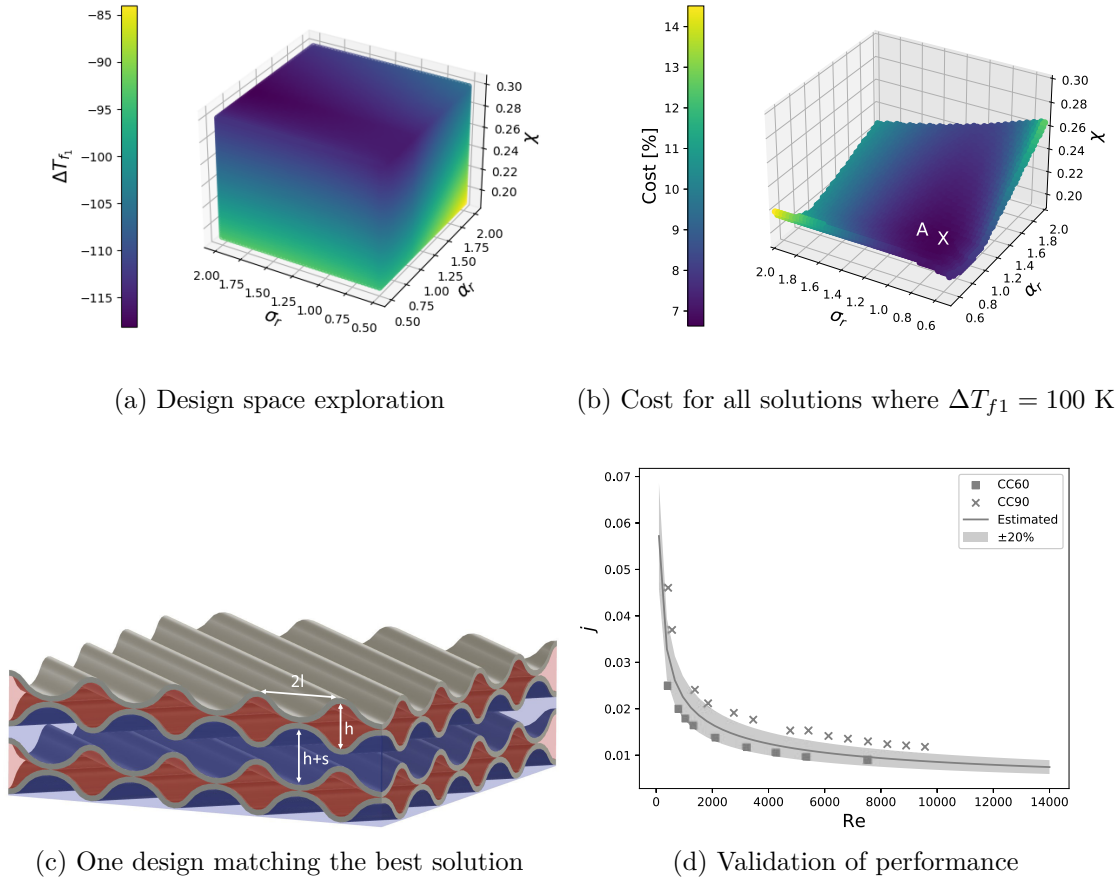 −85
−90
−95
−100
−105
−110
−115
ΔT_{f_1}
0.30
0.28
0.26
0.24
0.22
0.20
χ
2.00
1.75
1.50
1.25
1.00
0.75
0.50
σ_r
2.00
1.75
1.50
1.25
1.00
0.75
0.50
α_r
(a) Design space exploration
14
13
12
11
10
9
8
7
Cost [%]
A X
0.30
0.28
0.26
0.24
0.22
0.20
χ
2.0
1.8
1.6
1.4
1.2
1.0
0.8
0.6
σ_r
2.0
1.8
1.6
1.4
1.2
1.0
0.8
0.6
α_r
(b) Cost for all solutions where ΔT_{f1} = 100 K
2l
h
h+s
(c) One design matching the best solution
0.07
0.06
0.05
0.04
0.03
0.02
0.01
j
CC60
CC90
Estimated
±20%
0 2000 4000 6000 8000 10000 12000 14000
Re
(d) Validation of performance